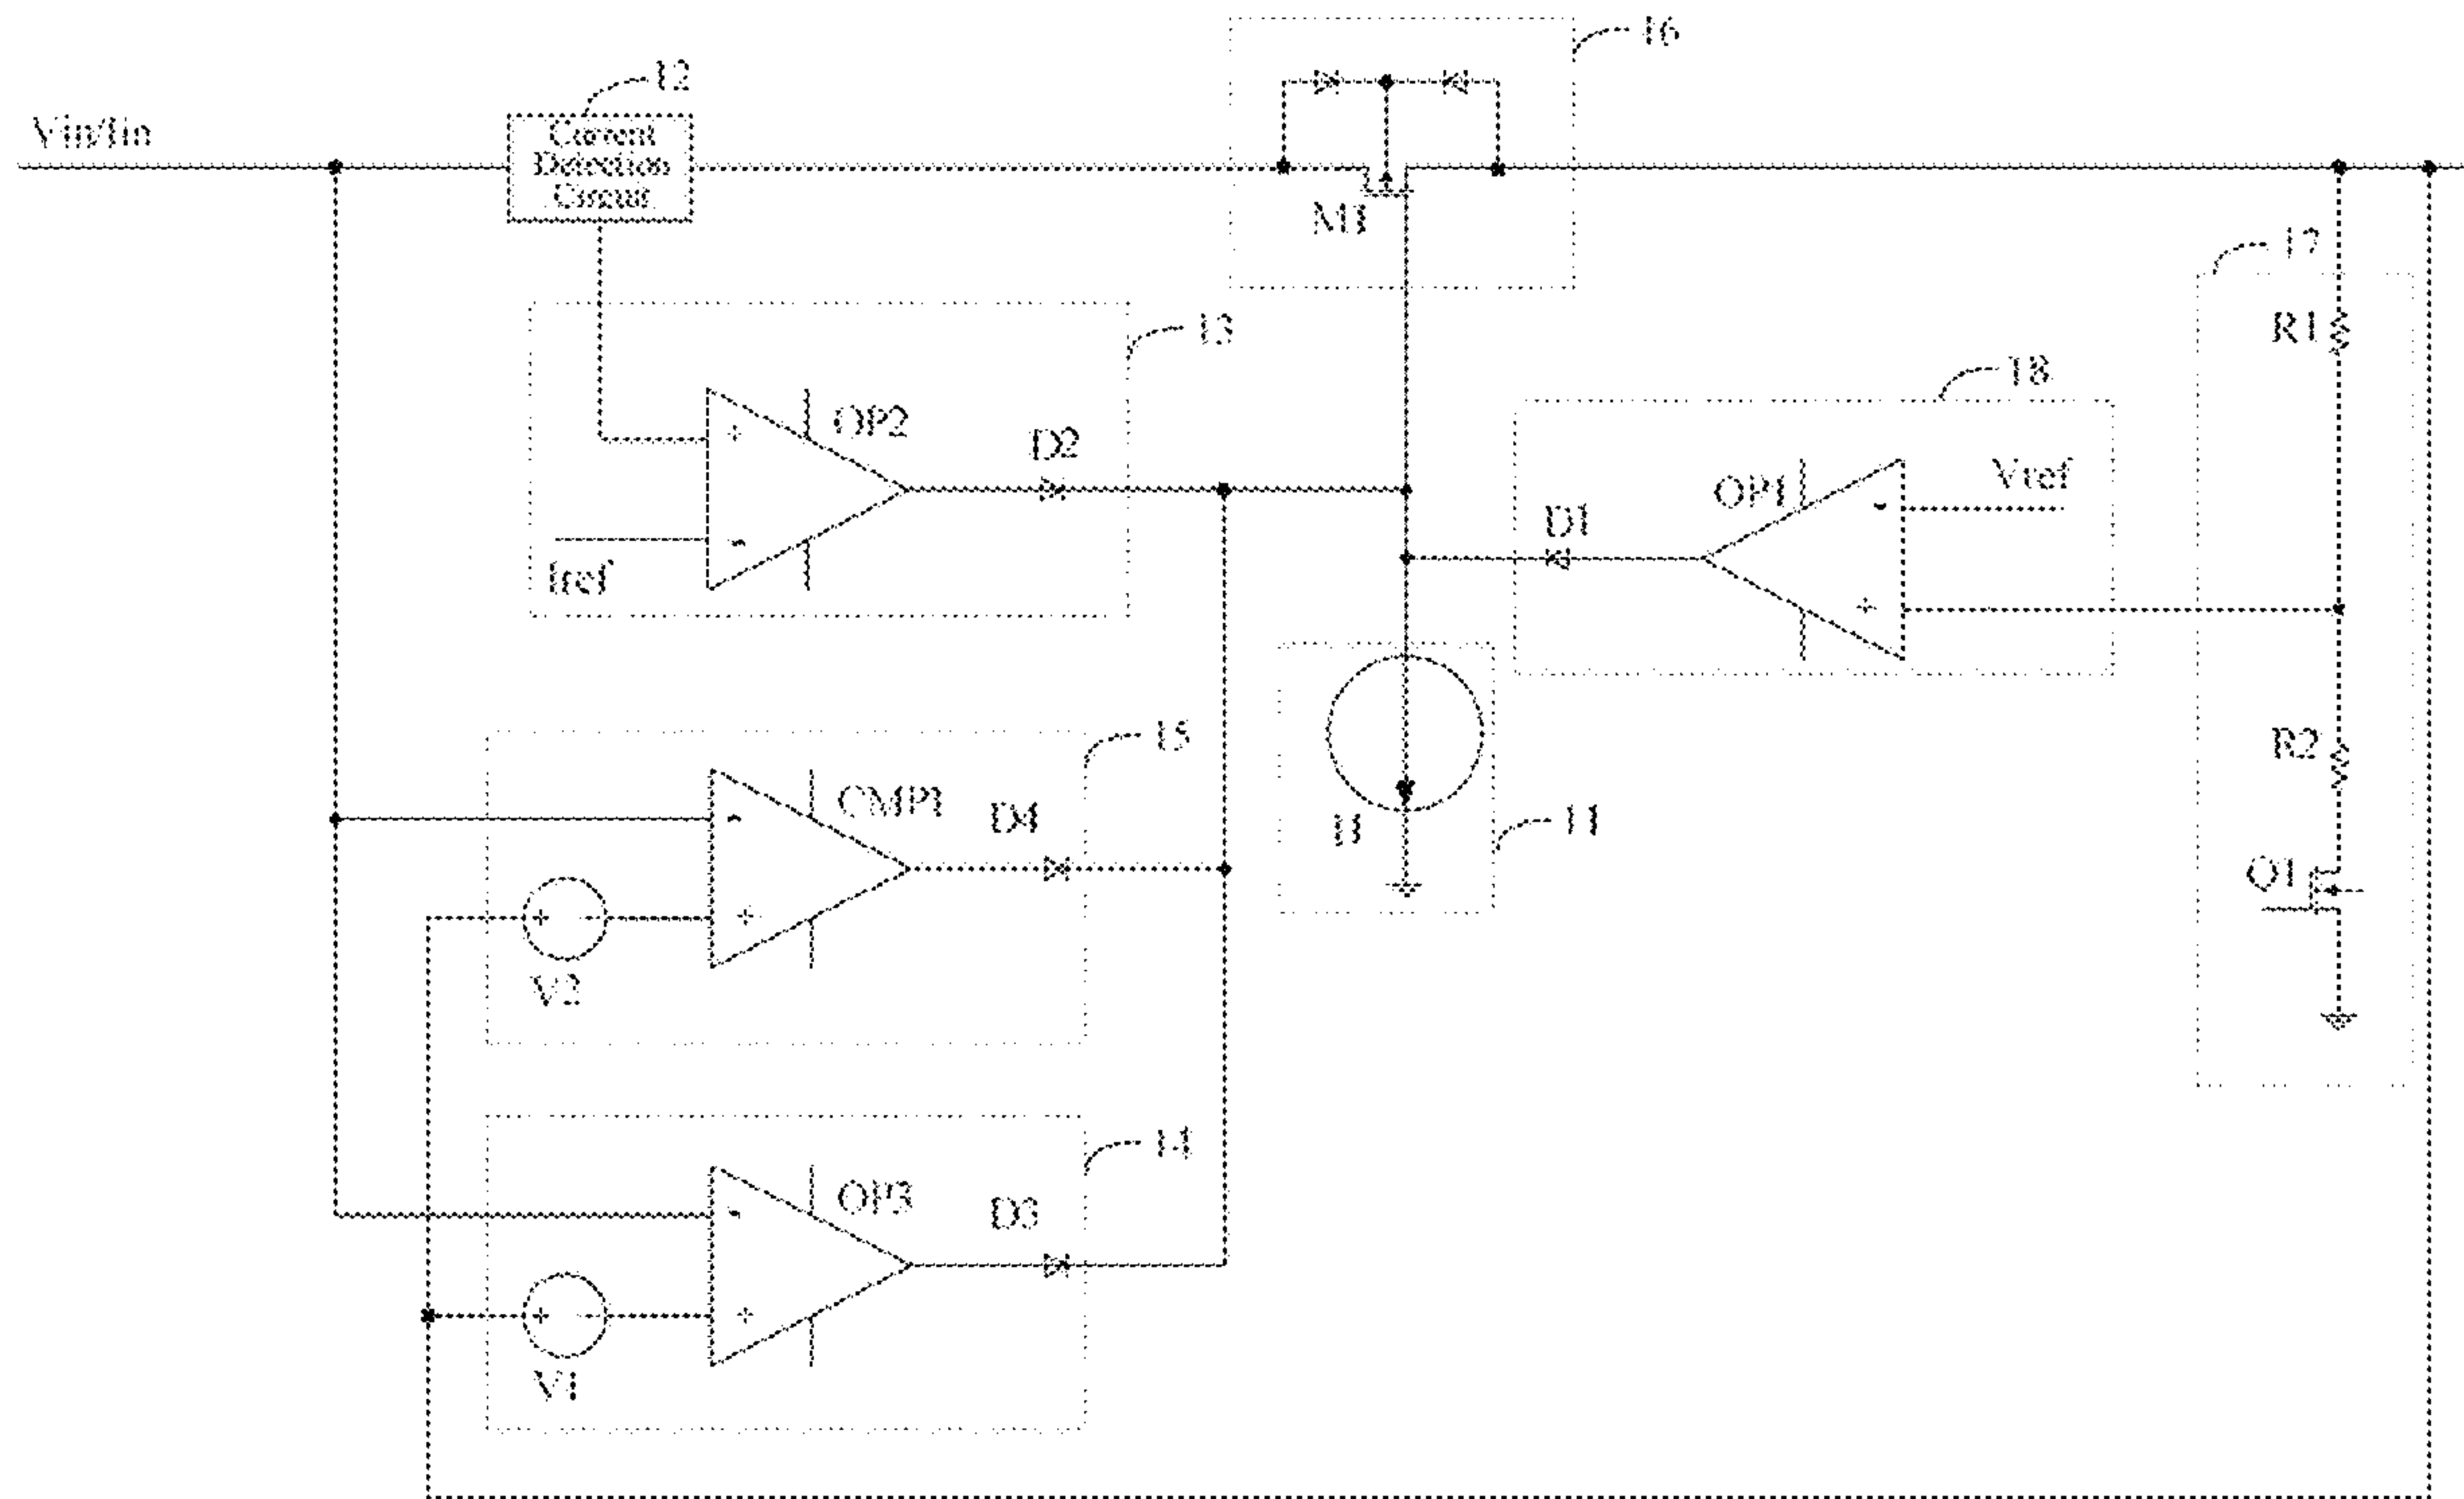 16
12
Vin/Iin
Current
Detection
Circuit
M1
17
13
R1
18
OP2
D2
Vref
OP1
D1
-
+
-
+
Iref
15
R2
CMP1
D4
-
11
I1
Q1
+
-
+
V2
14
OP3
D3
-
+
-
+
V1